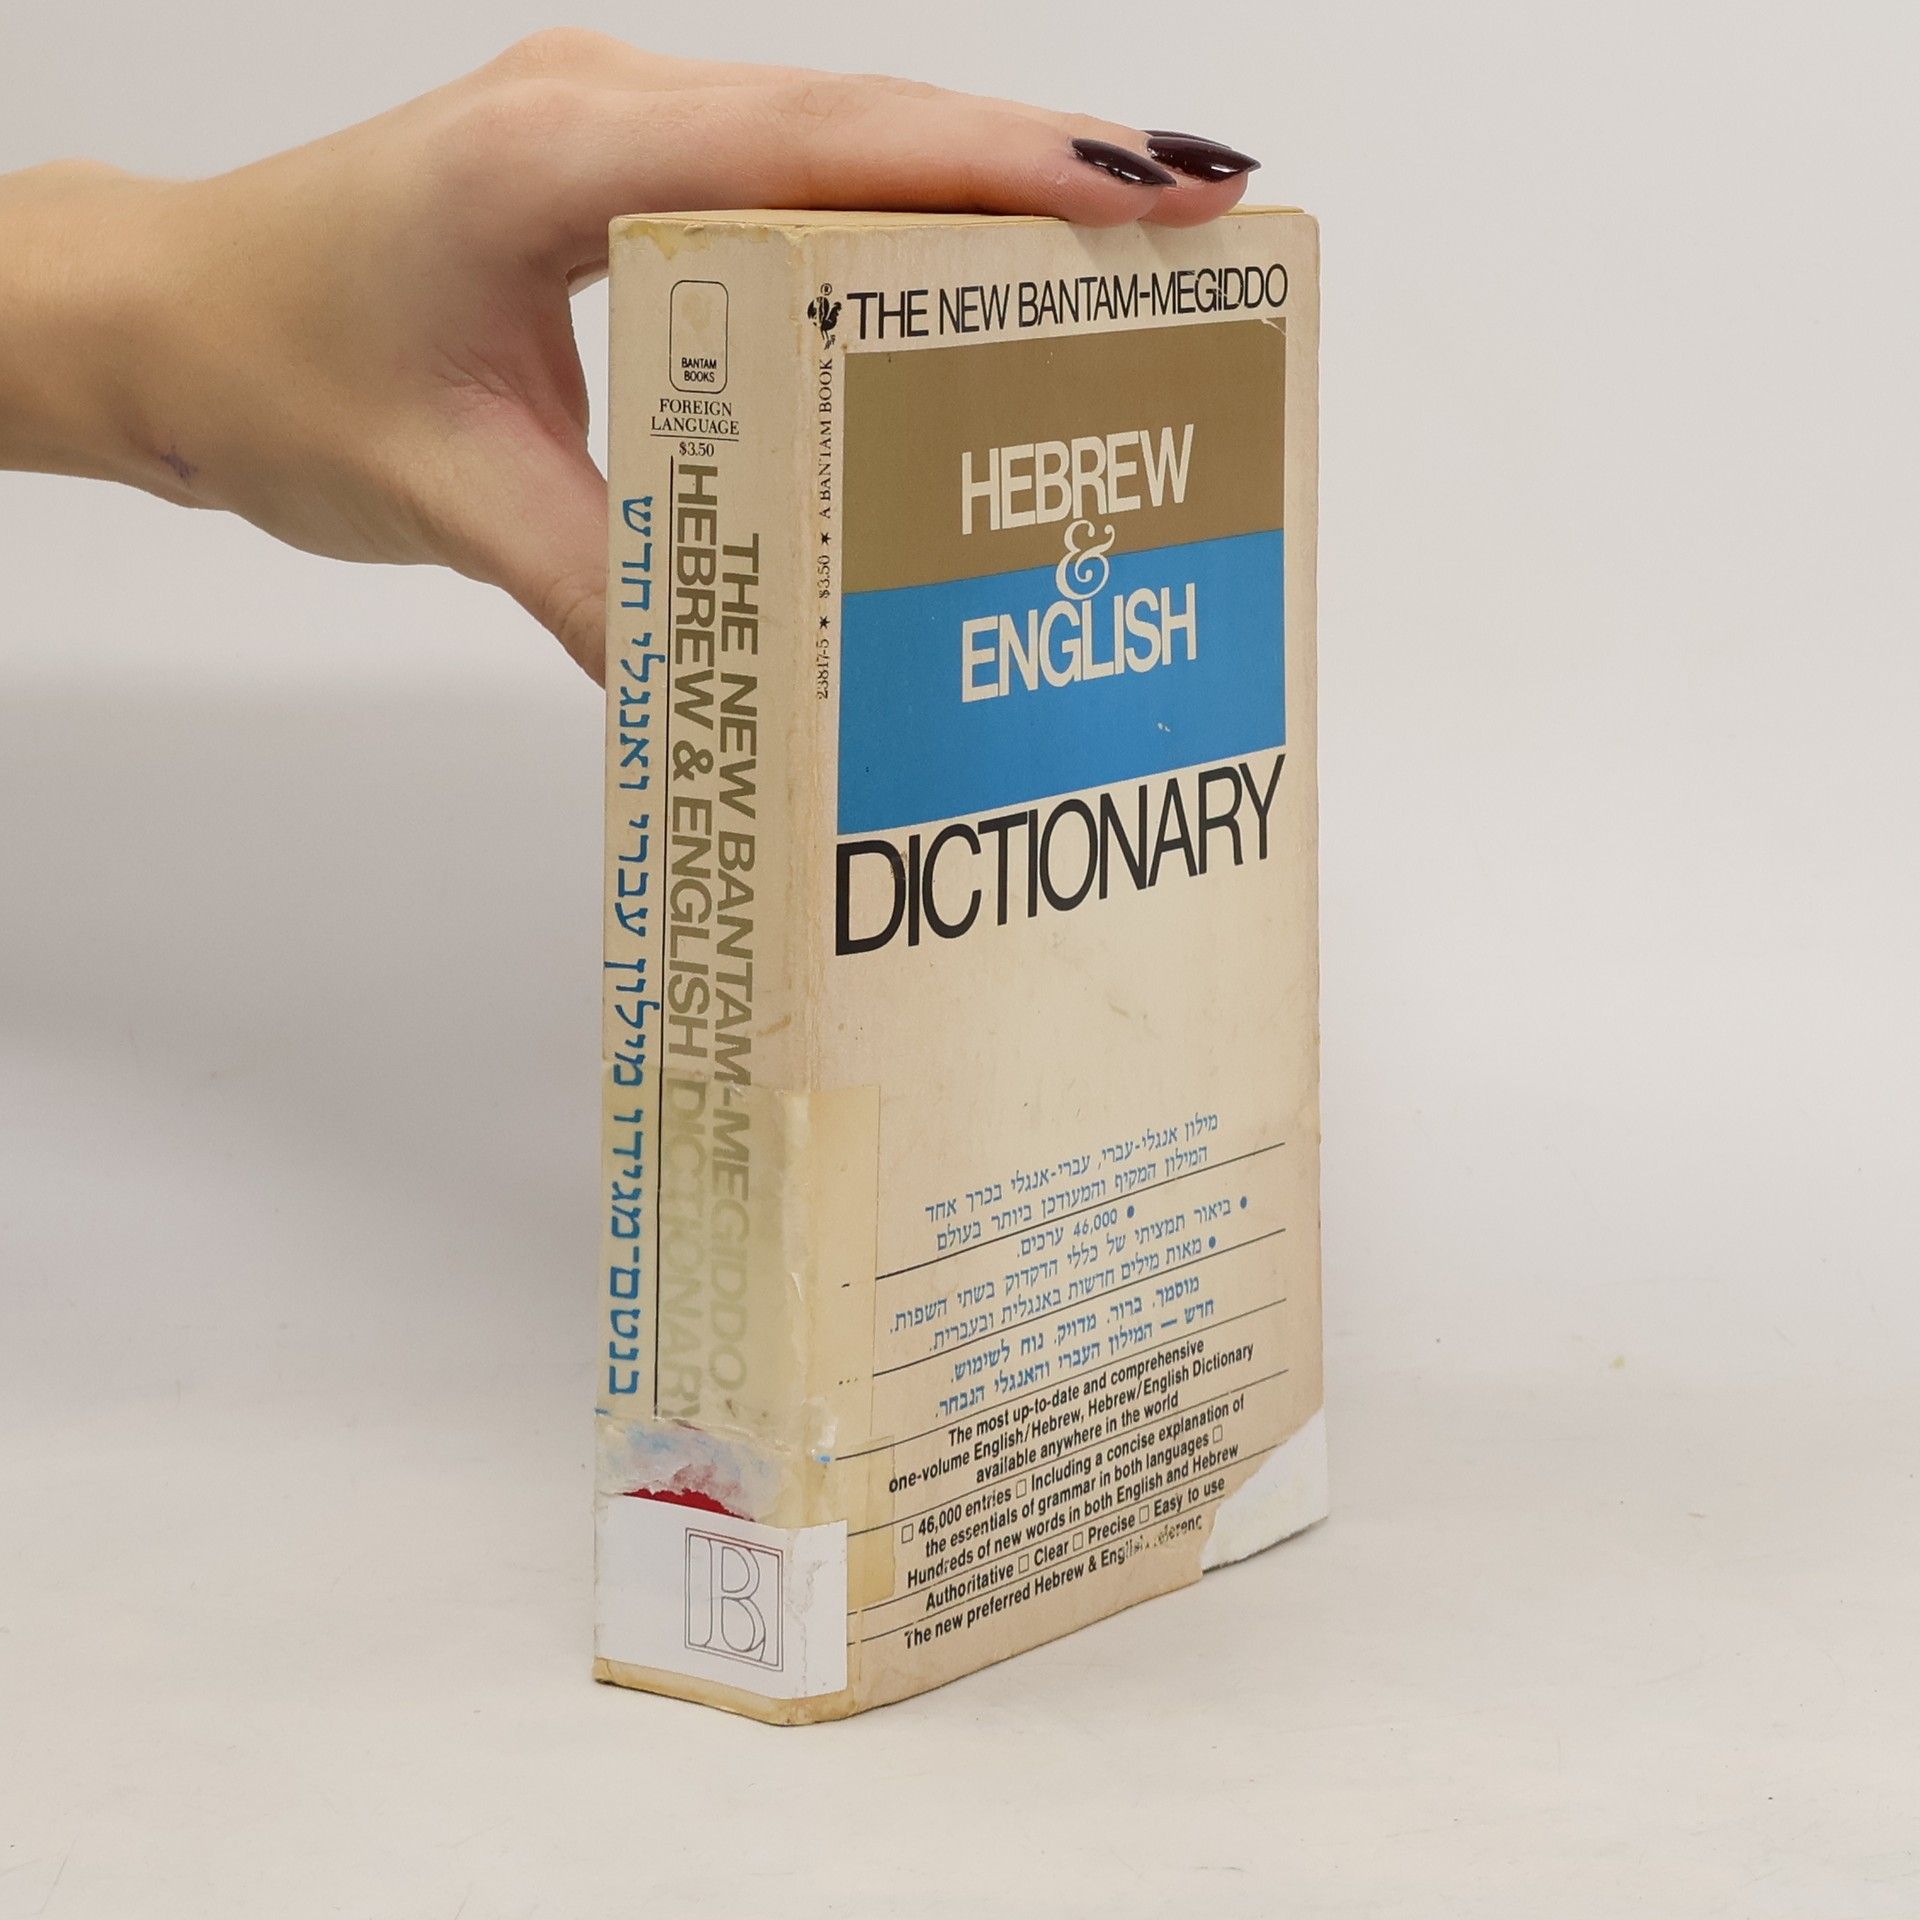 BANTAM
BOOKS
FOREIGN
LANGUAGE
$3.50
THE NEW BANTAM-MEGIDDO
HEBREW & ENGLISH DICTIONARY
בנטם־מגידו מילון עברי ואנגלי חדש
B
23817-5 ★ $3.50 ★ A BANTAM BOOK
THE NEW BANTAM-MEGIDDO
HEBREW
&
ENGLISH
DICTIONARY
מילון אנגלי-עברי, עברי-אנגלי בכרך אחד
המילון המקיף והמעודכן ביותר בעולם
• 46,000 ערכים.
• ביאור תמציתי של כללי הדקדוק בשתי השפות.
• מאות מילים חדשות באנגלית ובעברית.
מוסמך. ברור. מדויק. נוח לשימוש.
חדש — המילון העברי והאנגלי הנבחר.
The most up-to-date and comprehensive
one-volume English/Hebrew, Hebrew/English Dictionary
available anywhere in the world
□ 46,000 entries □ Including a concise explanation of
the essentials of grammar in both languages □
Hundreds of new words in both English and Hebrew
Authoritative □ Clear □ Precise □ Easy to use
The new preferred Hebrew & English